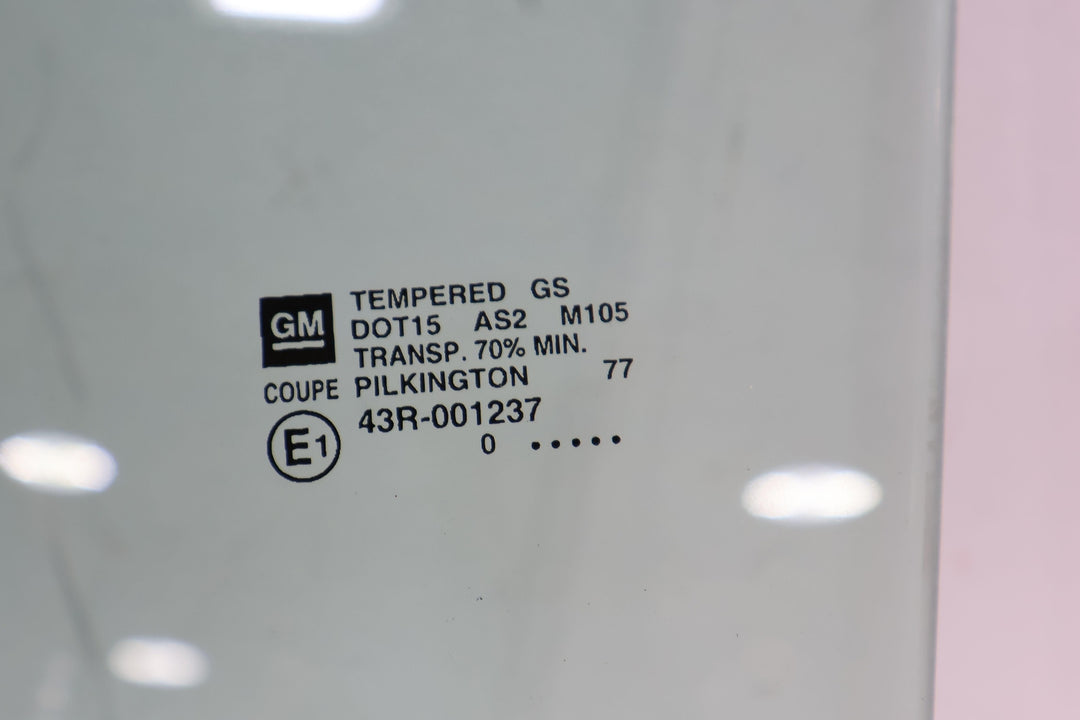 GM
TEMPERED GS
DOT15 AS2 M105
TRANSP. 70% MIN.
COUPE PILKINGTON 77
E1 43R-001237
0 .....